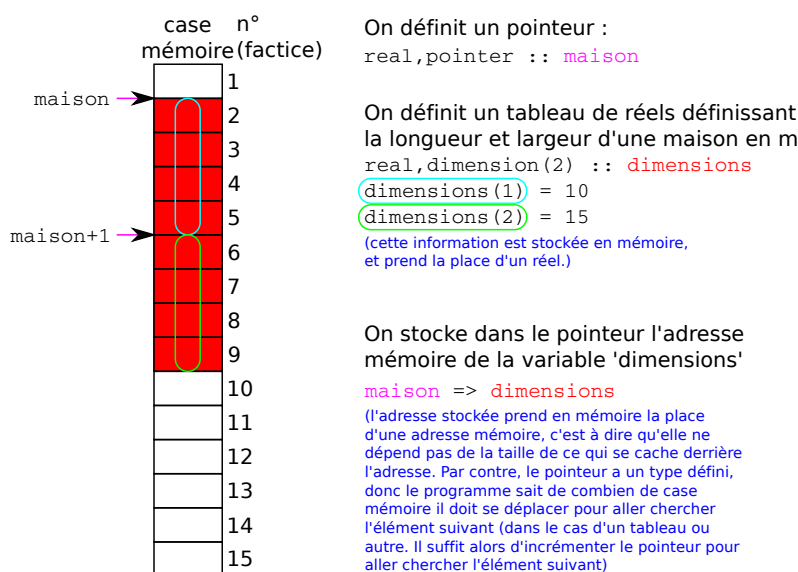 case n°
mémoire (factice)
1
maison
2
3
4
5
maison+1
6
7
8
9
10
11
12
13
14
15
On définit un pointeur :
real,pointer :: maison
On définit un tableau de réels définissant
la longueur et largeur d'une maison en m
real,dimension(2) :: dimensions
dimensions(1) = 10
dimensions(2) = 15
(cette information est stockée en mémoire,
et prend la place d'un réel.)
On stocke dans le pointeur l'adresse
mémoire de la variable 'dimensions'
maison => dimensions
(l'adresse stockée prend en mémoire la place
d'une adresse mémoire, c'est à dire qu'elle ne
dépend pas de la taille de ce qui se cache derrière
l'adresse. Par contre, le pointeur a un type défini,
donc le programme sait de combien de case
mémoire il doit se déplacer pour aller chercher
l'élément suivant (dans le cas d'un tableau ou
autre. Il suffit alors d'incrémenter le pointeur pour
aller chercher l'élément suivant)